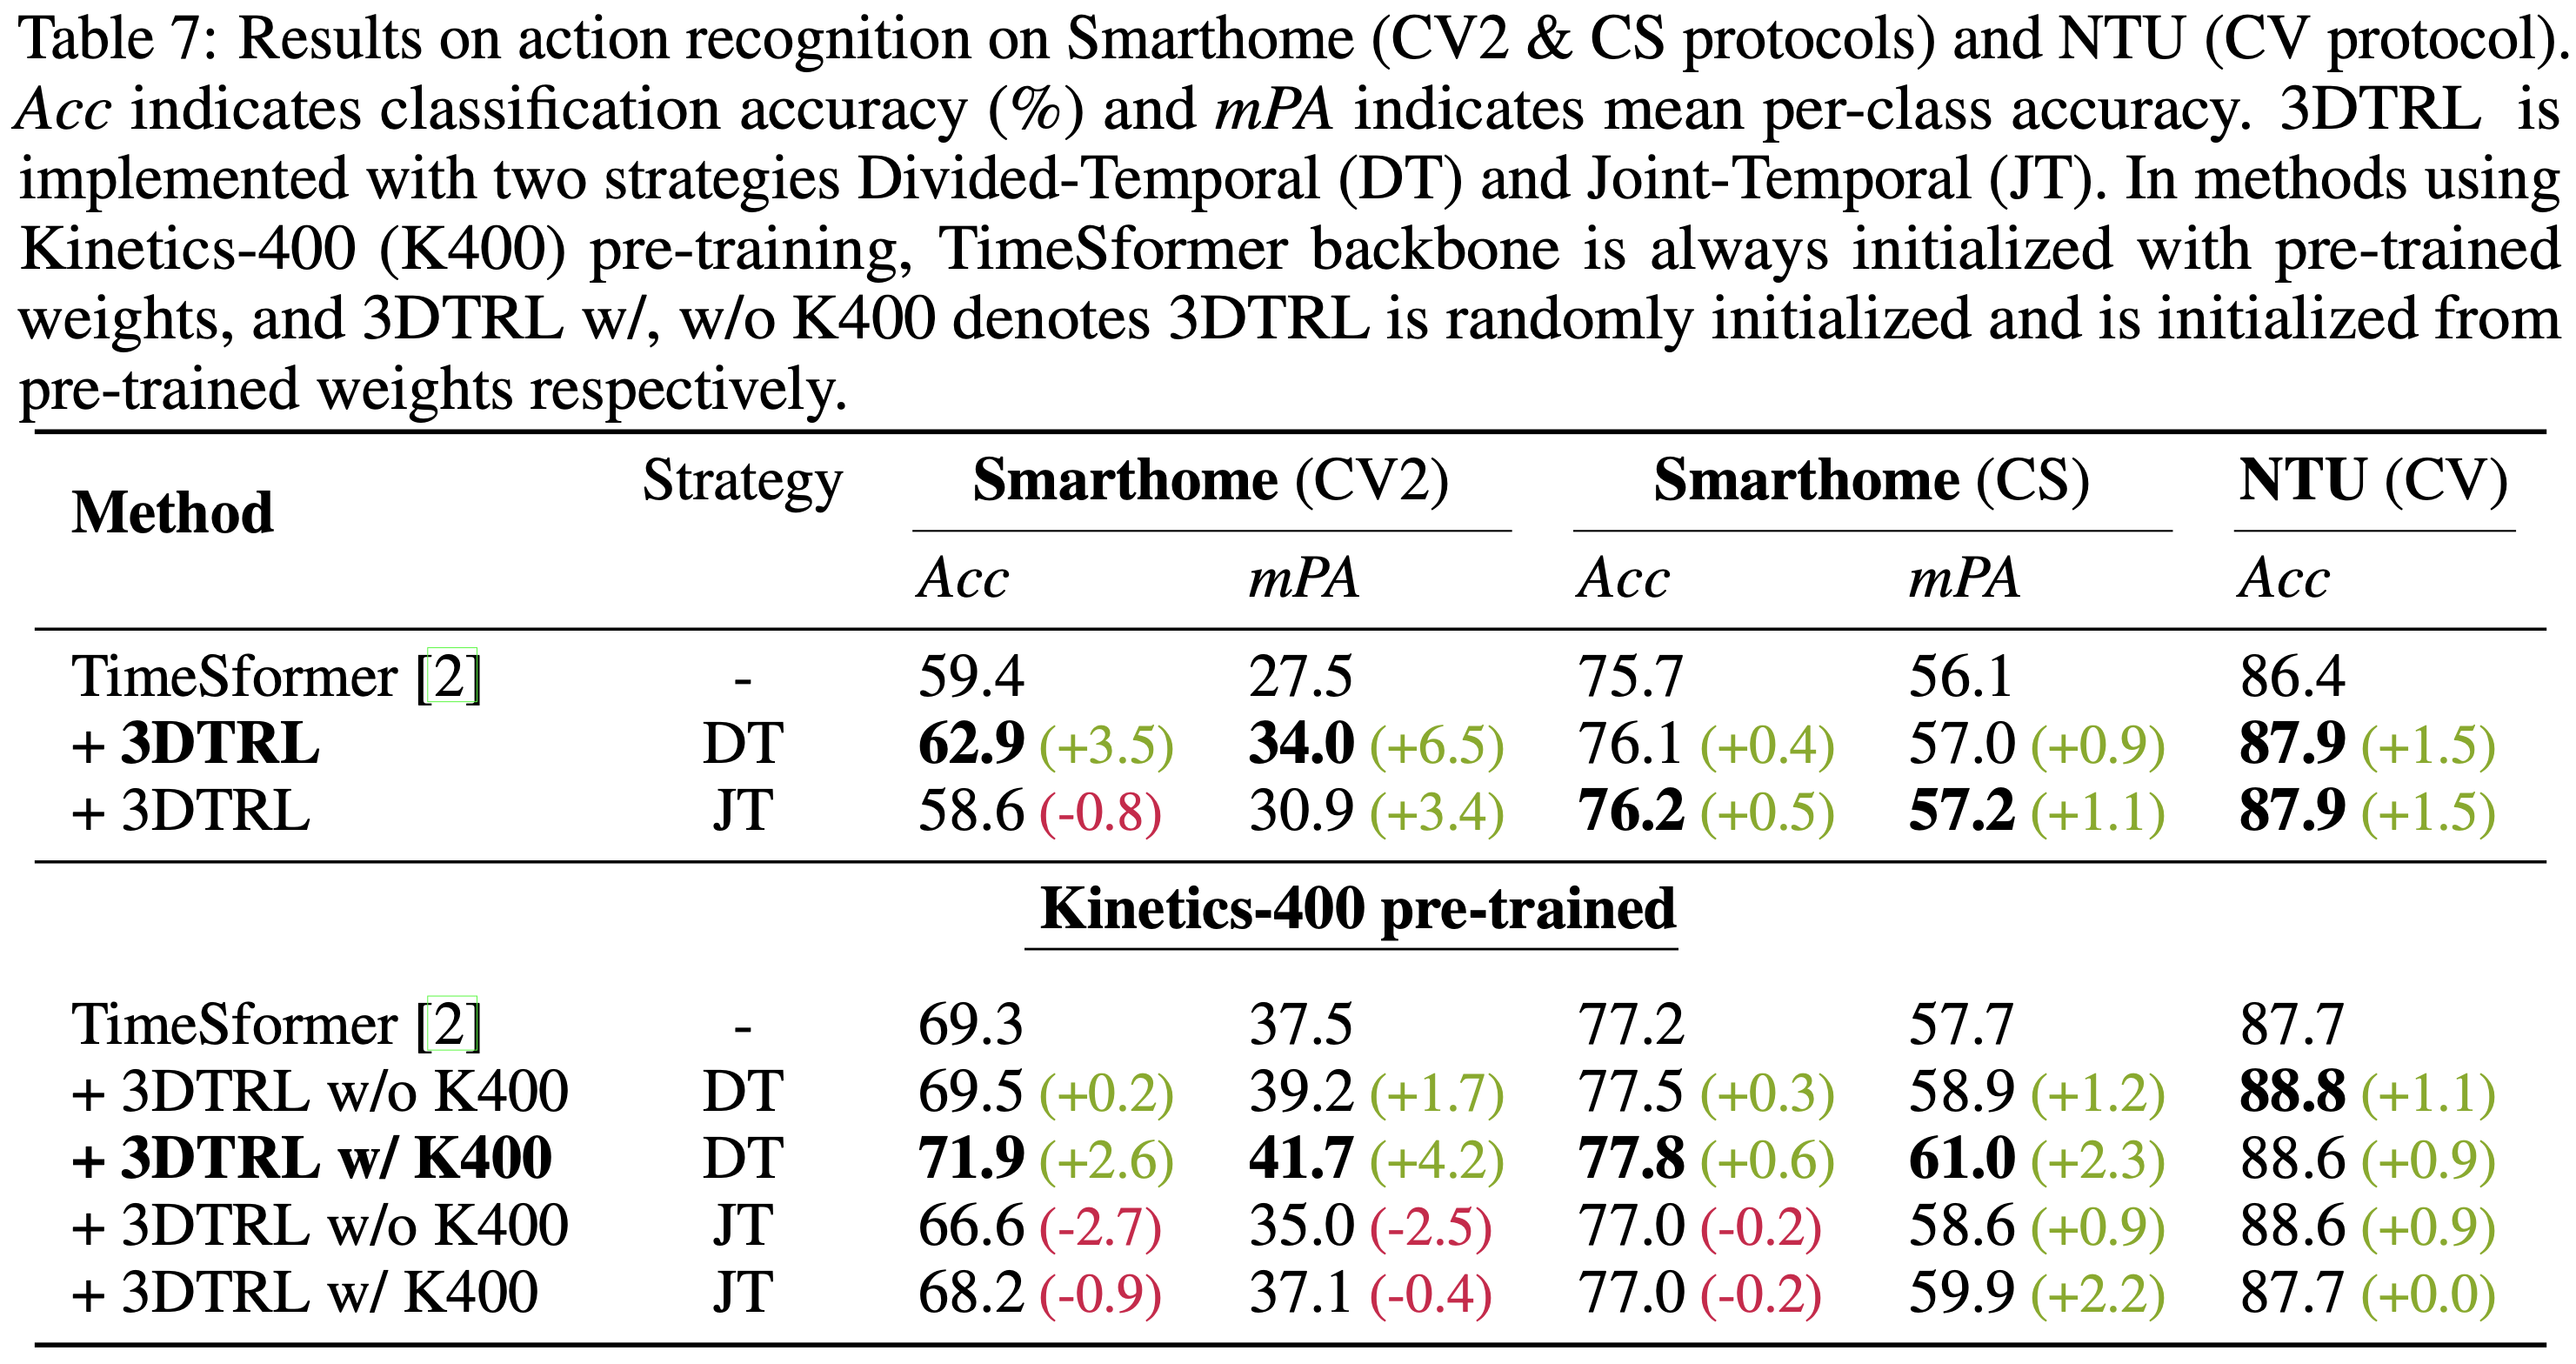 Table 7: Results on action recognition on Smarthome (CV2 & CS protocols) and NTU (CV protocol).
Acc indicates classification accuracy (%) and mPA indicates mean per-class accuracy. 3DTRL is
implemented with two strategies Divided-Temporal (DT) and Joint-Temporal (JT). In methods using
Kinetics-400 (K400) pre-training, TimeSformer backbone is always initialized with pre-trained
weights, and 3DTRL w/, w/o K400 denotes 3DTRL is randomly initialized and is initialized from
pre-trained weights respectively.
Method Strategy Smarthome (CV2) Smarthome (CS) NTU (CV)
Acc mPA Acc mPA Acc
TimeSformer [2] - 59.4 27.5 75.7 56.1 86.4
+ 3DTRL DT 62.9 (+3.5) 34.0 (+6.5) 76.1 (+0.4) 57.0 (+0.9) 87.9 (+1.5)
+ 3DTRL JT 58.6 (-0.8) 30.9 (+3.4) 76.2 (+0.5) 57.2 (+1.1) 87.9 (+1.5)
Kinetics-400 pre-trained
TimeSformer [2] - 69.3 37.5 77.2 57.7 87.7
+ 3DTRL w/o K400 DT 69.5 (+0.2) 39.2 (+1.7) 77.5 (+0.3) 58.9 (+1.2) 88.8 (+1.1)
+ 3DTRL w/ K400 DT 71.9 (+2.6) 41.7 (+4.2) 77.8 (+0.6) 61.0 (+2.3) 88.6 (+0.9)
+ 3DTRL w/o K400 JT 66.6 (-2.7) 35.0 (-2.5) 77.0 (-0.2) 58.6 (+0.9) 88.6 (+0.9)
+ 3DTRL w/ K400 JT 68.2 (-0.9) 37.1 (-0.4) 77.0 (-0.2) 59.9 (+2.2) 87.7 (+0.0)